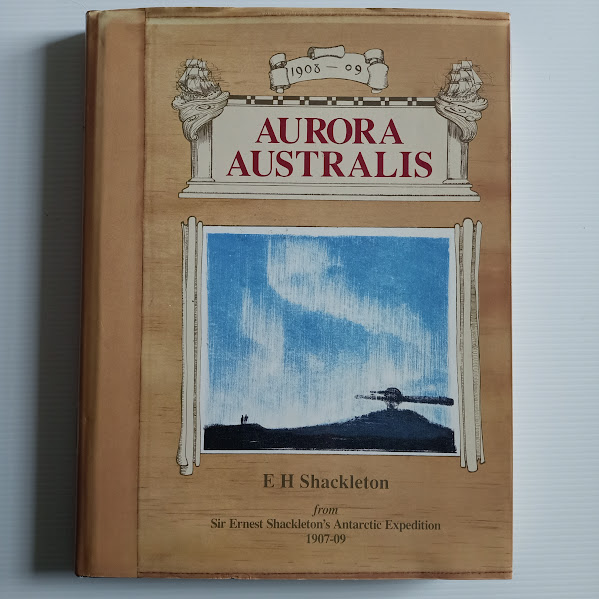 1908 — 09
AURORA
AUSTRALIS
E H Shackleton
from
Sir Ernest Shackleton's Antarctic Expedition
1907-09